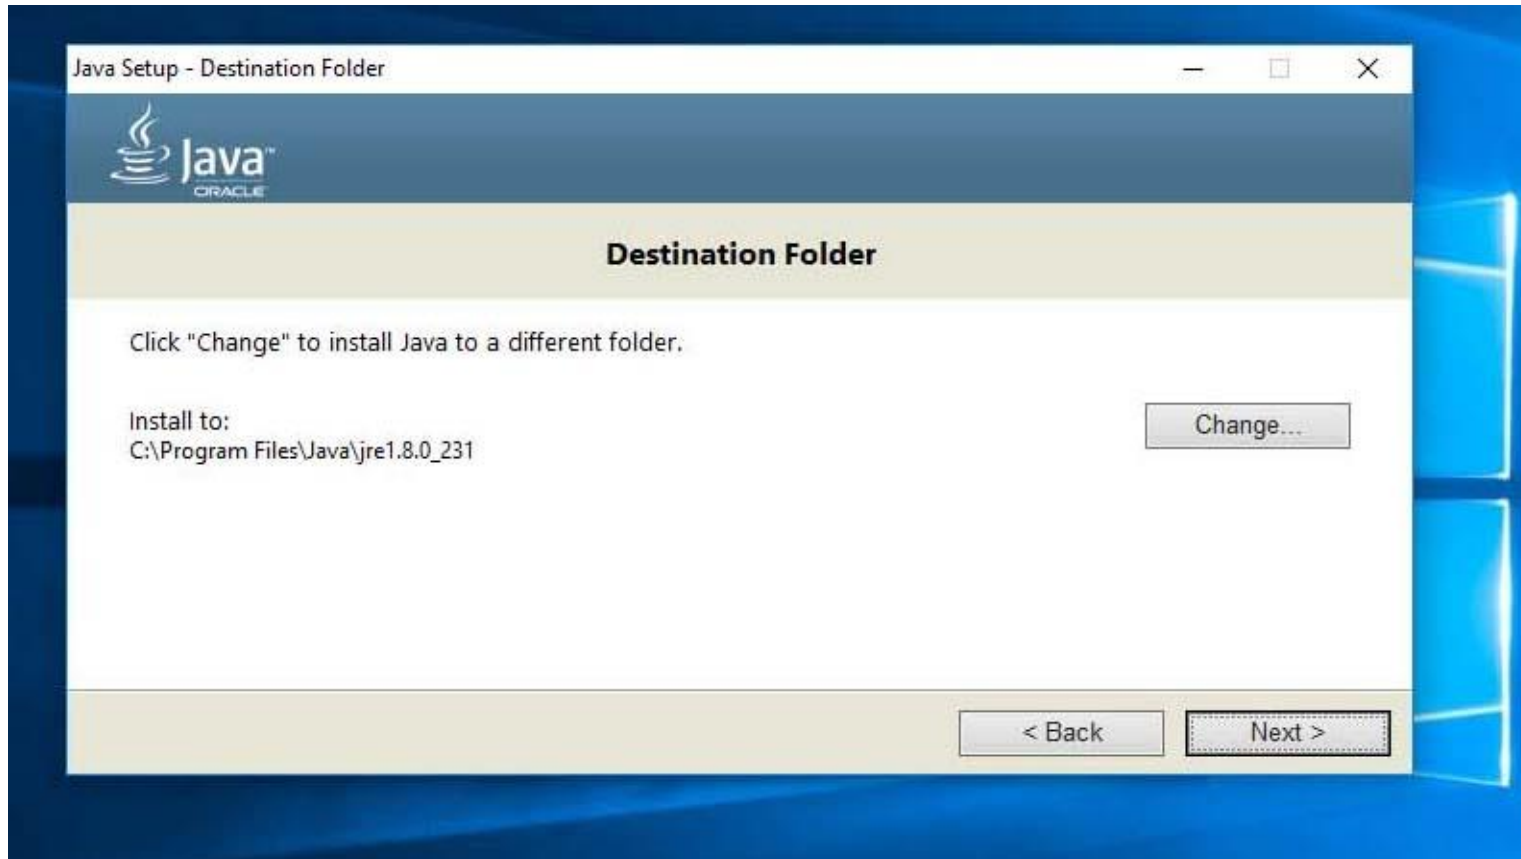 Java Setup - Destination Folder
Java™
ORACLE
Destination Folder
Click "Change" to install Java to a different folder.
Install to:
Change...
C:\Program Files\Java\jre1.8.0_231
< Back
Next >